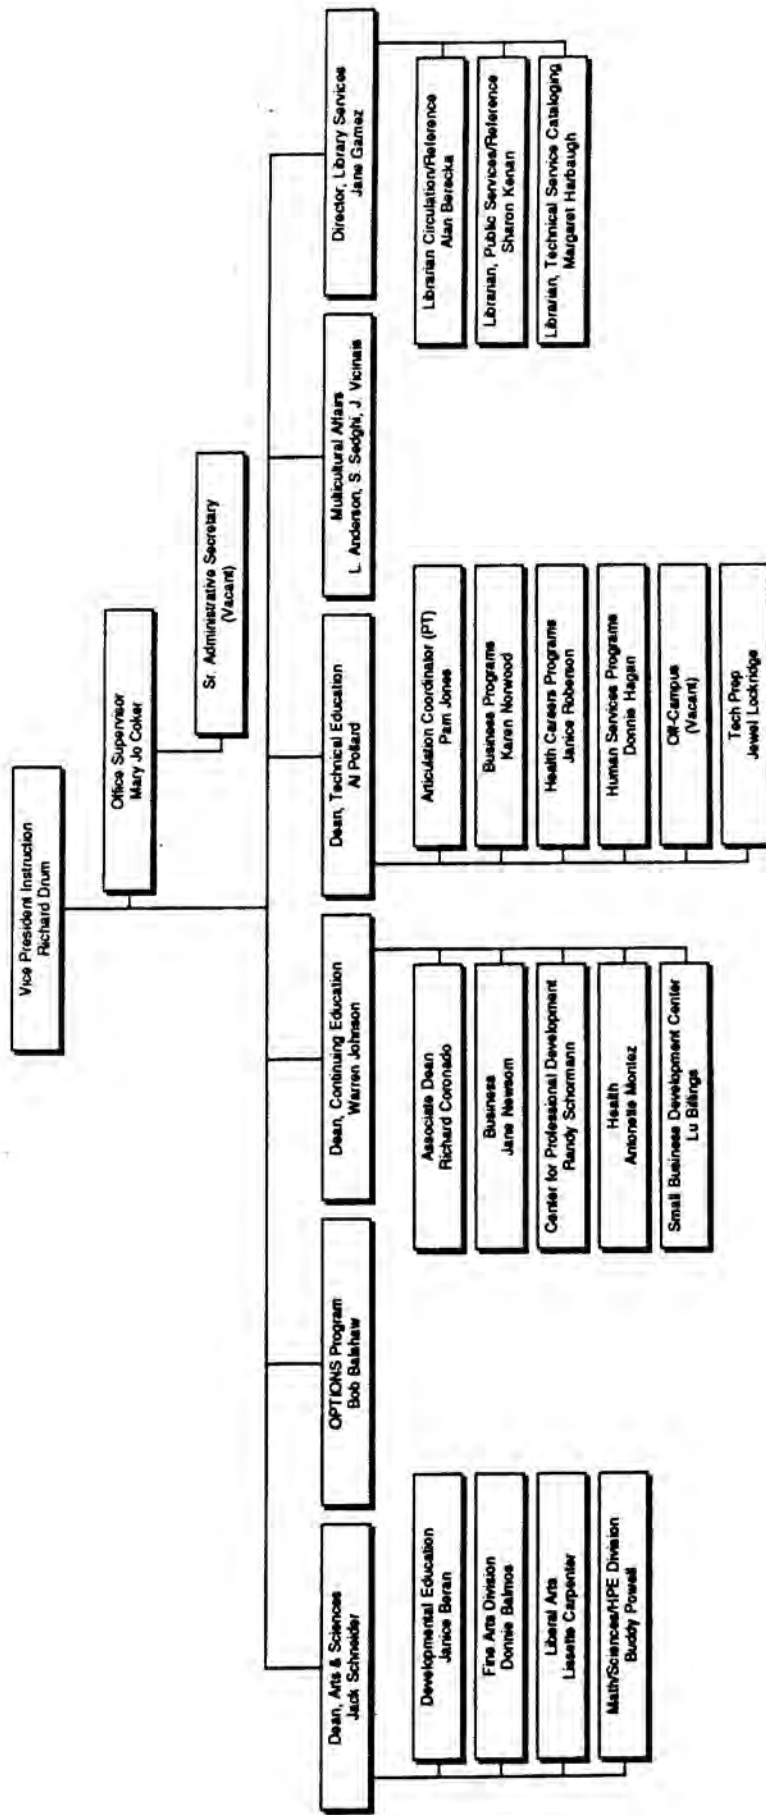 Vice President Instruction
Richard Drum
Office Supervisor
Mary Jo Coker
Sr. Administrative Secretary
(Vacant)
Dean, Arts & Sciences
Jack Schneider
OPTIONS Program
Bob Balshaw
Dean, Continuing Education
Warren Johnson
Dean, Technical Education
Al Pollard
Multicultural Affairs
L. Anderson, S. Sedghi, J. Vicinais
Director, Library Services
Jane Gamez
Developmental Education
Janice Beran
Fine Arts Division
Donnie Balmos
Liberal Arts
Lissette Carpenter
Math/Sciences/HPE Division
Buddy Powell
Associate Dean
Richard Coronado
Business
Jane Newsom
Center for Professional Development
Randy Schormann
Health
Antonette Montez
Small Business Development Center
Lu Billings
Articulation Coordinator (PT)
Pam Jones
Business Programs
Karen Norwood
Health Careers Programs
Janice Roberson
Human Services Programs
Donnie Hagan
Off-Campus
(Vacant)
Tech Prep
Jewel Lockridge
Librarian Circulation/Reference
Alan Berecka
Librarian, Public Services/Reference
Sharon Kenan
Librarian, Technical Service Cataloging
Margaret Harbaugh